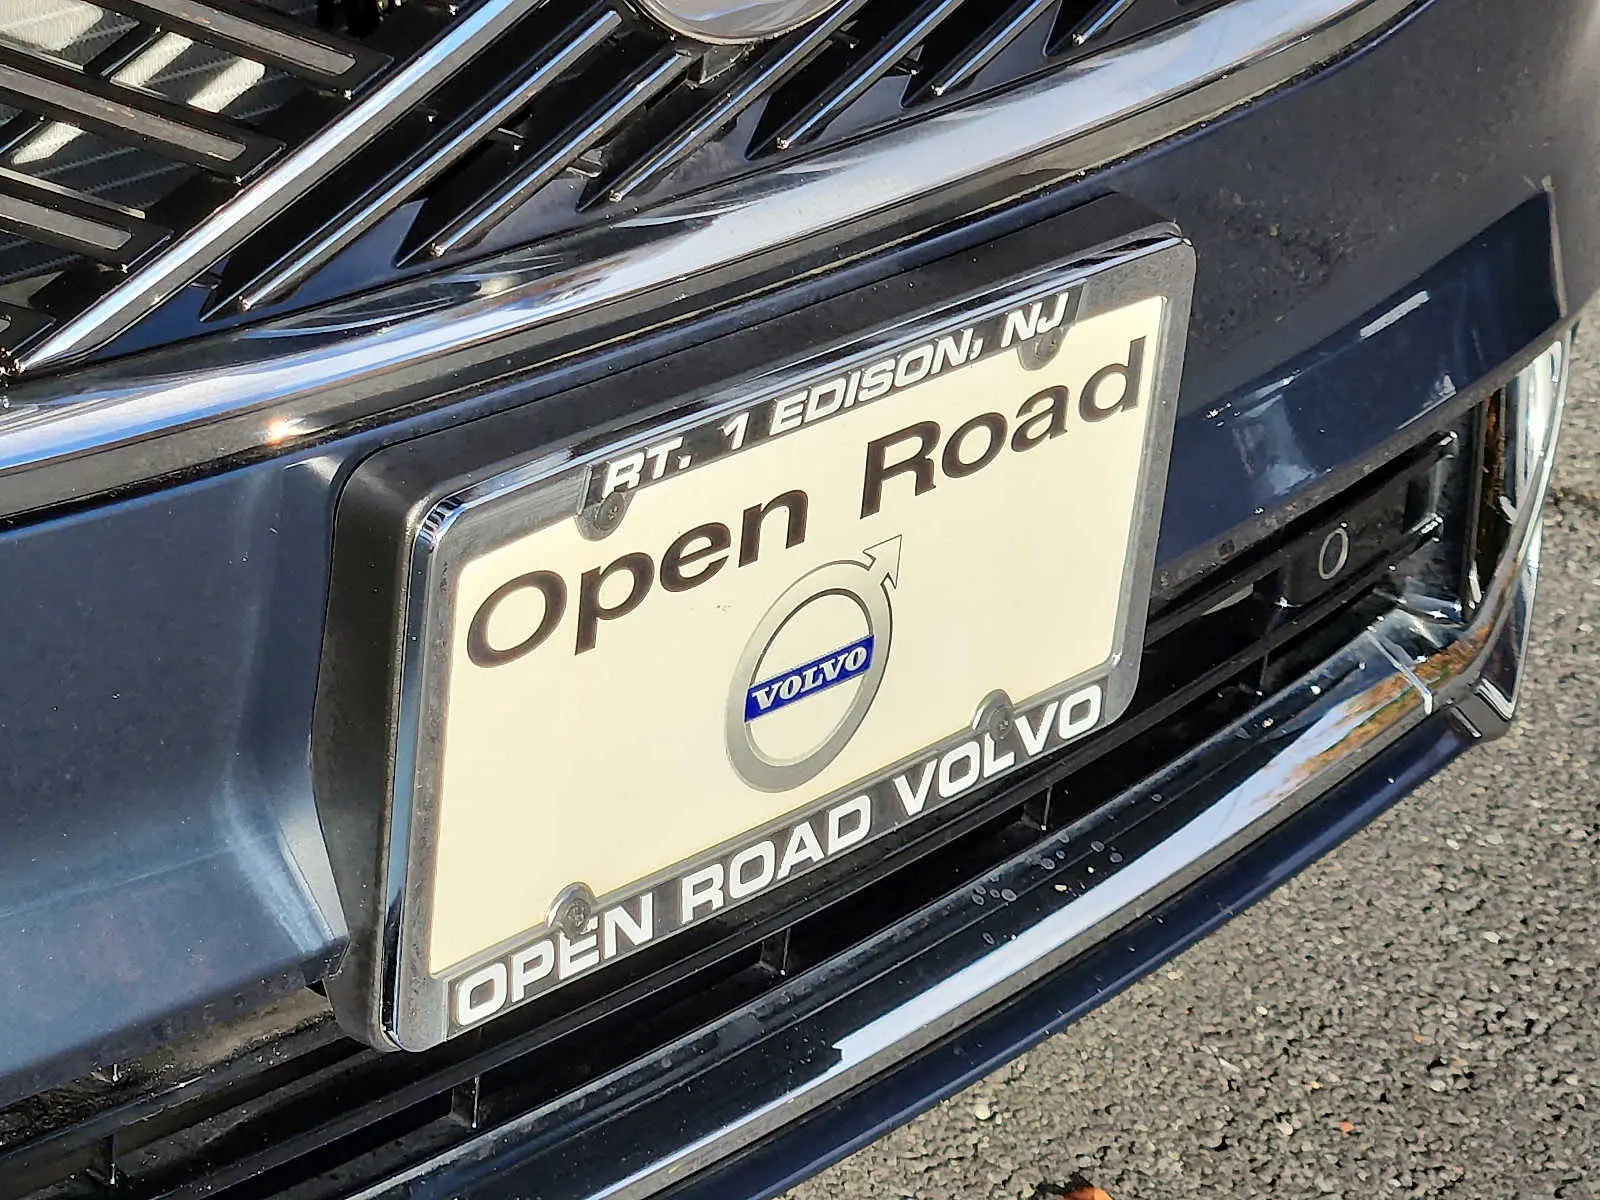 RT. 1 EDISON, NJ
Open Road
VOLVO
OPEN ROAD VOLVO